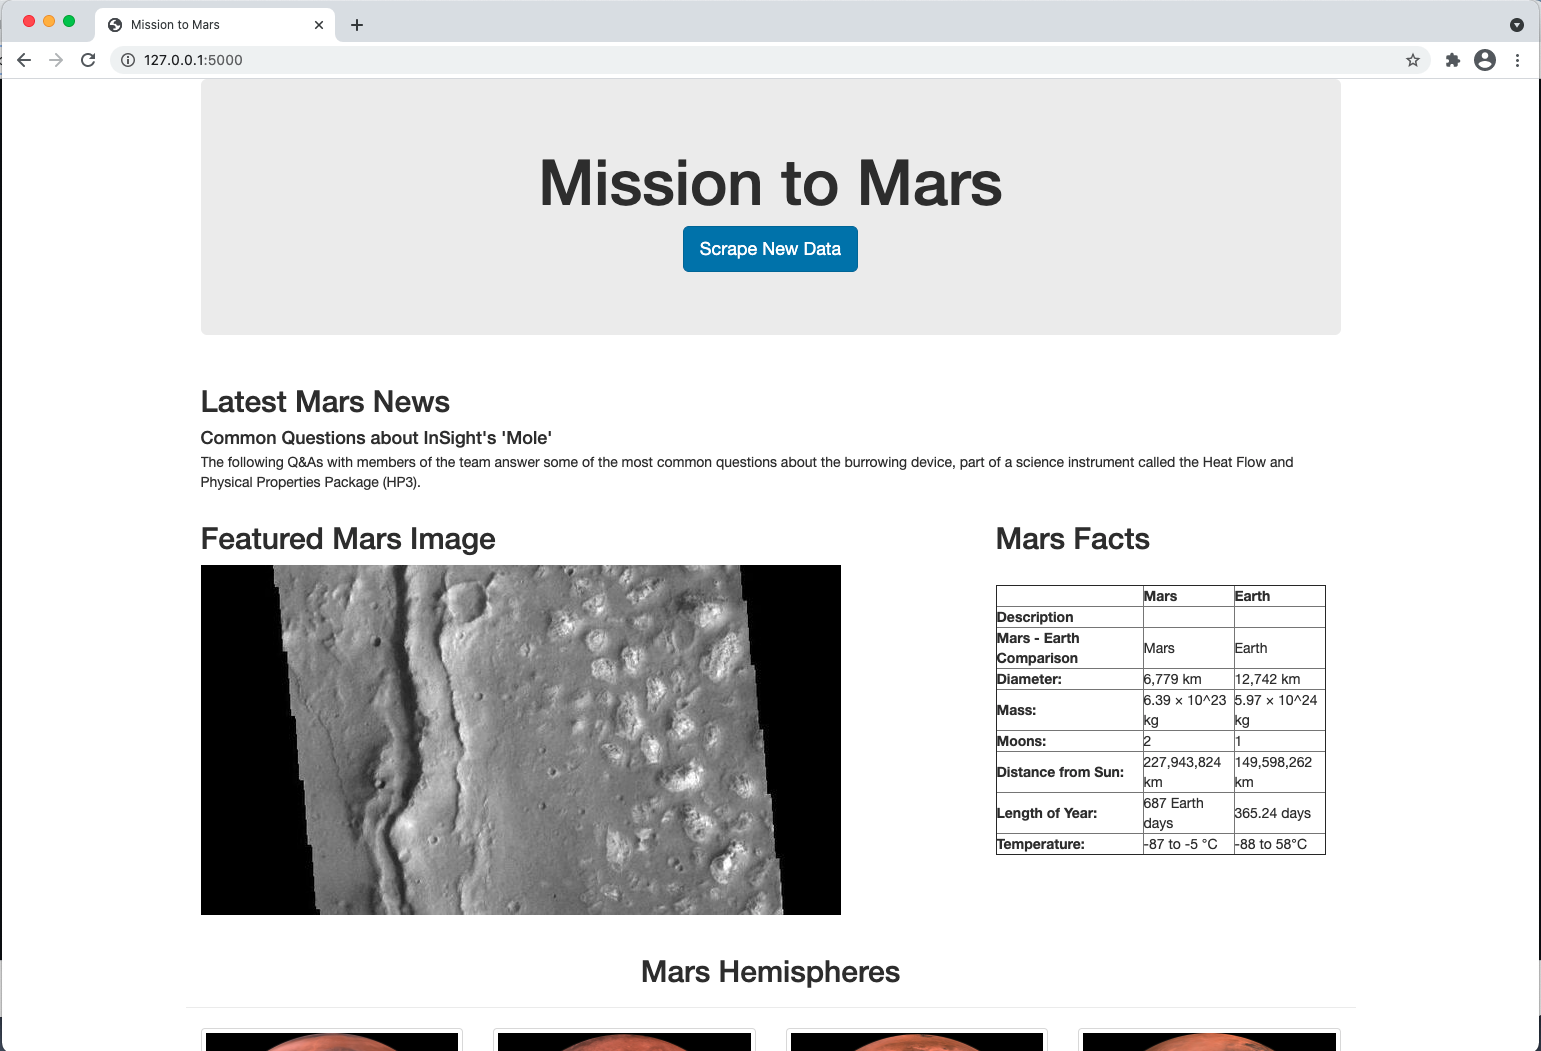 Mission to Mars
127.0.0.1:5000
Mission to Mars
Scrape New Data
Latest Mars News
Common Questions about InSight's 'Mole'
The following Q&As with members of the team answer some of the most common questions about the burrowing device, part of a science instrument called the Heat Flow and
Physical Properties Package (HP3).
Featured Mars Image
Mars Facts
Mars Earth
Description
Mars - Earth
Comparison
Mars Earth
Diameter: 6,779 km 12,742 km
Mass: 6.39 × 10^23 5.97 × 10^24
kg kg
Moons: 2 1
Distance from Sun: 227,943,824 149,598,262
km km
Length of Year: 687 Earth 365.24 days
days
Temperature: -87 to -5 °C -88 to 58°C
Mars Hemispheres